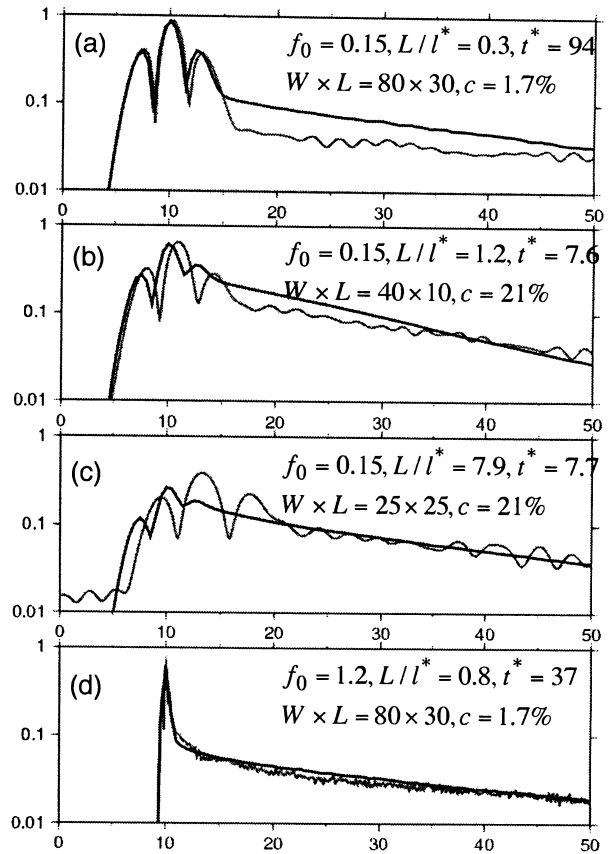 1
(a)
f₀ = 0.15, L / l* = 0.3, t* = 94
0.1
W × L = 80 × 30, c = 1.7%
0.01
0 10 20 30 40 50
1
(b)
f₀ = 0.15, L / l* = 1.2, t* = 7.6
0.1
W × L = 40 × 10, c = 21%
0.01
0 10 20 30 40 50
1
(c)
f₀ = 0.15, L / l* = 7.9, t* = 7.7
0.1
W × L = 25 × 25, c = 21%
0.01
0 10 20 30 40 50
1
(d)
f₀ = 1.2, L / l* = 0.8, t* = 37
0.1
W × L = 80 × 30, c = 1.7%
0.01
0 10 20 30 40 50